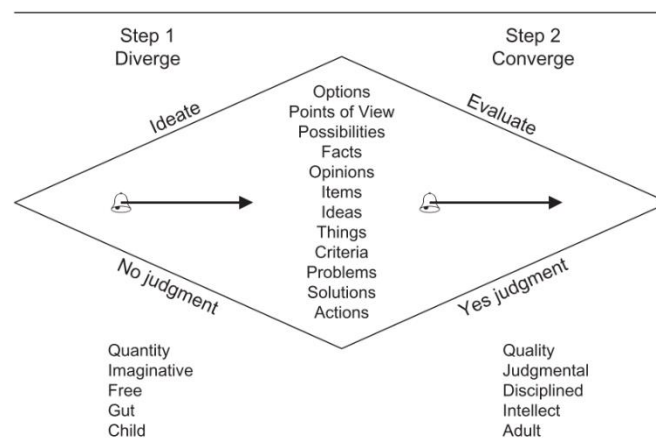 Step 1
Diverge
Step 2
Converge
Ideate
Evaluate
Options
Points of View
Possibilities
Facts
Opinions
Items
Ideas
Things
Criteria
Problems
Solutions
Actions
No judgment
Yes judgment
Quantity
Imaginative
Free
Gut
Child
Quality
Judgmental
Disciplined
Intellect
Adult